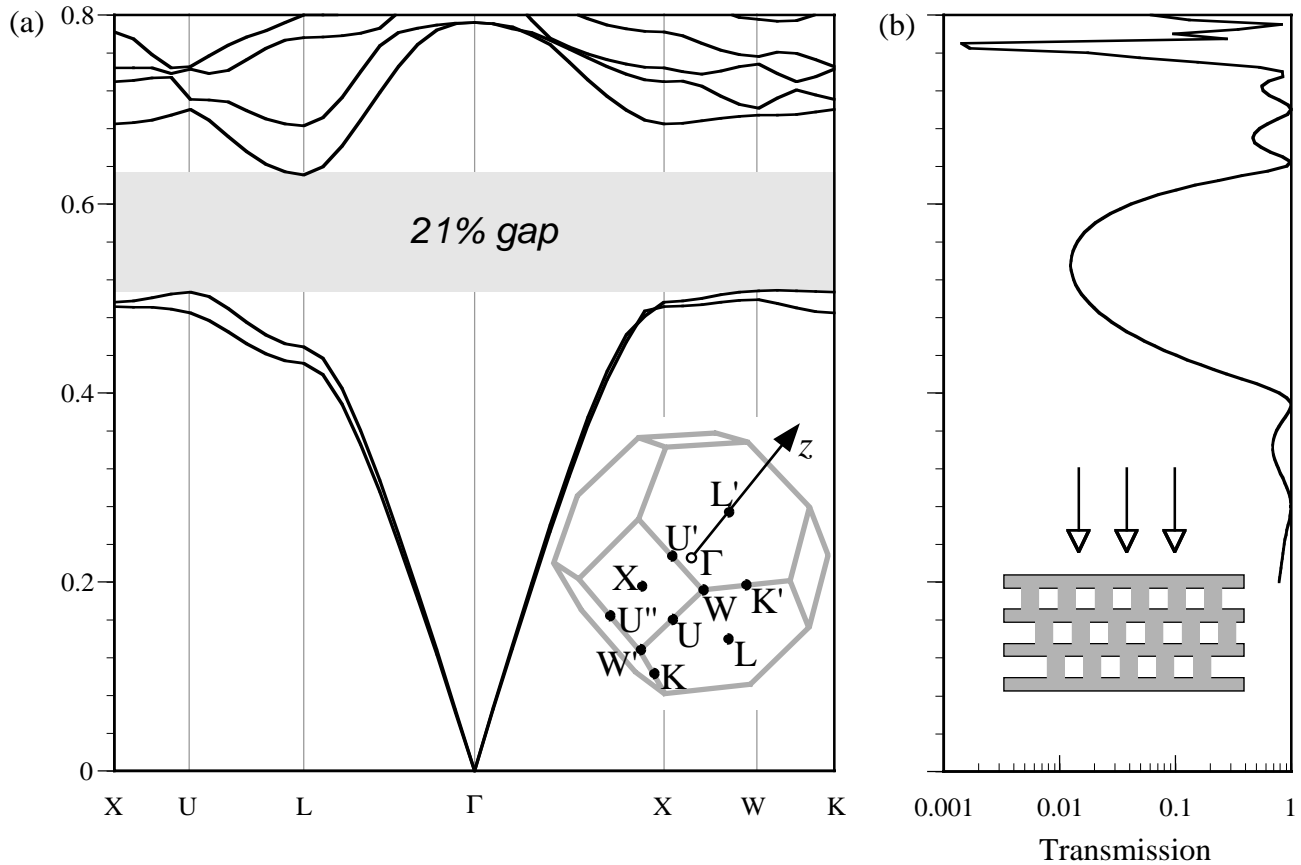 (a)
0.8
0.6
0.4
0.2
0
21% gap
z
L'
U'
Γ
X
W
K'
U''
U
W'
L
K
X
U
L
Γ
X
W
K
(b)
0.001
0.01
0.1
1
Transmission